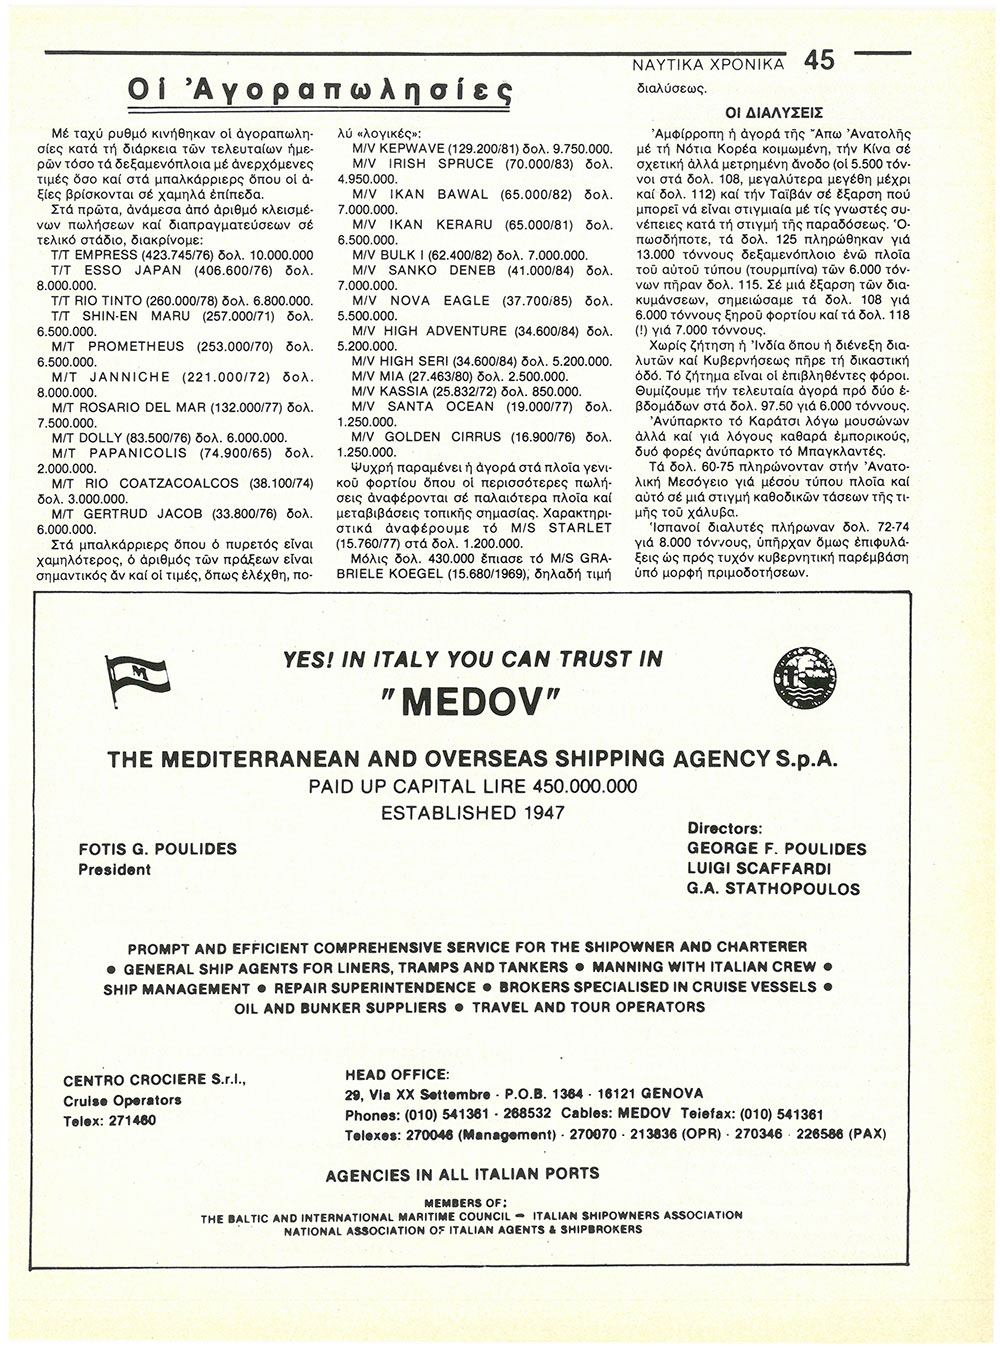 ΝΑΥΤΙΚΑ ΧΡΟΝΙΚΑ 45
Οἱ Ἀγοραπωλησίες
Μέ ταχύ ρυθμό κινήθηκαν οἱ ἀγοραπωλη-
σίες κατά τή διάρκεια τῶν τελευταίων ἡμε-
ρῶν τόσο τά δεξαμενόπλοια μέ ἀνερχόμενες
τιμές ὅσο καί στά μπαλκάρριερς ὅπου οἱ ἀ-
ξίες βρίσκονται σέ χαμηλά ἐπίπεδα.
Στά πρῶτα, ἀνάμεσα ἀπό ἀριθμό κλεισμέ-
νων πωλήσεων καί διαπραγματεύσεων σέ
τελικό στάδιο, διακρίνομε:
T/T EMPRESS (423.745/76) δολ. 10.000.000
T/T ESSO JAPAN (406.600/76) δολ.
8.000.000.
T/T RIO TINTO (260.000/78) δολ. 6.800.000.
T/T SHIN-EN MARU (257.000/71) δολ.
6.500.000.
M/T PROMETHEUS (253.000/70) δολ.
6.500.000.
M/T JANNICHE (221.000/72) δολ.
8.000.000.
M/T ROSARIO DEL MAR (132.000/77) δολ.
7.500.000.
M/T DOLLY (83.500/76) δολ. 6.000.000.
M/T PAPANICOLIS (74.900/65) δολ.
2.000.000.
M/T RIO COATZACOALCOS (38.100/74)
δολ. 3.000.000.
M/T GERTRUD JACOB (33.800/76) δολ.
6.000.000.
Στά μπαλκάρριερς ὅπου ὁ πυρετός εἶναι
χαμηλότερος, ὁ ἀριθμός τῶν πράξεων εἶναι
σημαντικός ἄν καί οἱ τιμές, ὅπως ἐλέχθη, πο-
λύ «λογικές»:
M/V KEPWAVE (129.200/81) δολ. 9.750.000.
M/V IRISH SPRUCE (70.000/83) δολ.
4.950.000.
M/V IKAN BAWAL (65.000/82) δολ.
7.000.000.
M/V IKAN KERARU (65.000/81) δολ.
6.500.000.
M/V BULK I (62.400/82) δολ. 7.000.000.
M/V SANKO DENEB (41.000/84) δολ.
7.000.000.
M/V NOVA EAGLE (37.700/85) δολ.
5.500.000.
M/V HIGH ADVENTURE (34.600/84) δολ.
5.200.000.
M/V HIGH SERI (34.600/84) δολ. 5.200.000.
M/V MIA (27.463/80) δολ. 2.500.000.
M/V KASSIA (25.832/72) δολ. 850.000.
M/V SANTA OCEAN (19.000/77) δολ.
1.250.000.
M/V GOLDEN CIRRUS (16.900/76) δολ.
1.250.000.
Ψυχρή παραμένει ἡ ἀγορά στά πλοῖα γενι-
κοῦ φορτίου ὅπου οἱ περισσότερες πωλή-
σεις ἀναφέρονται σέ παλαιότερα πλοῖα καί
μεταβιβάσεις τοπικῆς σημασίας. Χαρακτηρι-
στικά ἀναφέρουμε τό M/S STARLET
(15.760/77) στά δολ. 1.200.000.
Μόλις δολ. 430.000 ἔπιασε τό M/S GRA-
BRIELE KOEGEL (15.680/1969), δηλαδή τιμή
διαλύσεως.
ΟΙ ΔΙΑΛΥΣΕΙΣ
Ἀμφίρροπη ἡ ἀγορά τῆς Ἄπω Ἀνατολῆς
μέ τή Νότια Κορέα κοιμωμένη, τήν Κίνα σέ
σχετική ἀλλά μετρημένη ἄνοδο (οἱ 5.500 τόν-
νοι στά δολ. 108, μεγαλύτερα μεγέθη μέχρι
καί δολ. 112) καί τήν Ταϊβάν σέ ἔξαρση πού
μπορεῖ νά εἶναι στιγμιαία μέ τίς γνωστές συ-
νέπειες κατά τή στιγμή τῆς παραδόσεως. Ὁ-
πωσδήποτε, τά δολ. 125 πληρώθηκαν γιά
13.000 τόννους δεξαμενόπλοιο ἐνῶ πλοῖα
τοῦ αὐτοῦ τύπου (τουρμπίνα) τῶν 6.000 τόν-
νων πῆραν δολ. 115. Σέ μιά ἔξαρση τῶν δια-
κυμάνσεων, σημειώσαμε τά δολ. 108 γιά
6.000 τόννους ξηροῦ φορτίου καί τά δολ. 118
(!) γιά 7.000 τόννους.
Χωρίς ζήτηση ἡ Ἰνδία ὅπου ἡ διένεξη δια-
λυτῶν καί Κυβερνήσεως πῆρε τή δικαστική
ὁδό. Τό ζήτημα εἶναι οἱ ἐπιβληθέντες φόροι.
Θυμίζουμε τήν τελευταία ἀγορά πρό δύο ἑ-
βδομάδων στά δολ. 97.50 γιά 6.000 τόννους.
Ἀνύπαρκτο τό Καράτσι λόγω μουσώνων
ἀλλά καί γιά λόγους καθαρά ἐμπορικούς,
δυό φορές ἀνύπαρκτο τό Μπαγκλαντές.
Τά δολ. 60-75 πληρώνονταν στήν Ἀνατο-
λική Μεσόγειο γιά μέσου τύπου πλοῖα καί
αὐτό σέ μιά στιγμή καθοδικῶν τάσεων τῆς τι-
μῆς τοῦ χάλυβα.
Ἱσπανοί διαλυτές πλήρωναν δολ. 72-74
γιά 8.000 τόννους, ὑπῆρχαν ὅμως ἐπιφυλά-
ξεις ὡς πρός τυχόν κυβερνητική παρέμβαση
ὑπό μορφή πριμοδοτήσεων.
M
YES! IN ITALY YOU CAN TRUST IN
"MEDOV"
THE MEDITERRANEAN AND OVERSEAS SHIPPING AGENCY S.p.A.
PAID UP CAPITAL LIRE 450.000.000
ESTABLISHED 1947
FOTIS G. POULIDES
President
Directors:
GEORGE F. POULIDES
LUIGI SCAFFARDI
G.A. STATHOPOULOS
PROMPT AND EFFICIENT COMPREHENSIVE SERVICE FOR THE SHIPOWNER AND CHARTERER
● GENERAL SHIP AGENTS FOR LINERS, TRAMPS AND TANKERS ● MANNING WITH ITALIAN CREW ●
SHIP MANAGEMENT ● REPAIR SUPERINTENDENCE ● BROKERS SPECIALISED IN CRUISE VESSELS ●
OIL AND BUNKER SUPPLIERS ● TRAVEL AND TOUR OPERATORS
CENTRO CROCIERE S.r.l.,
Cruise Operators
Telex: 271460
HEAD OFFICE:
29, Via XX Settembre · P.O.B. 1364 · 16121 GENOVA
Phones: (010) 541361 · 268532 Cables: MEDOV Telefax: (010) 541361
Telexes: 270046 (Management) · 270070 · 213836 (OPR) · 270346 · 226586 (PAX)
AGENCIES IN ALL ITALIAN PORTS
MEMBERS OF:
THE BALTIC AND INTERNATIONAL MARITIME COUNCIL — ITALIAN SHIPOWNERS ASSOCIATION
NATIONAL ASSOCIATION OF ITALIAN AGENTS & SHIPBROKERS